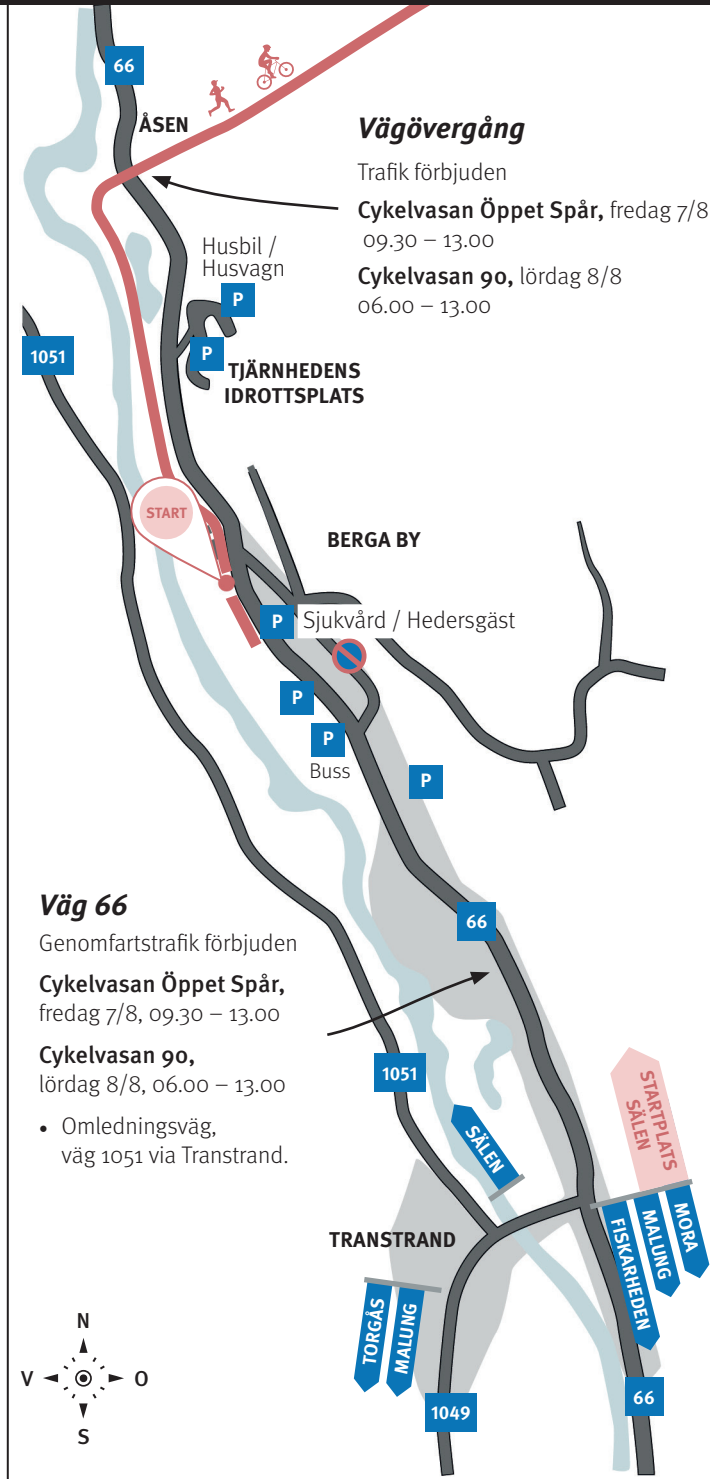 66
ÅSEN
Vägövergång
Trafik förbjuden
Cykelvasan Öppet Spår, fredag 7/8
09.30 – 13.00
Cykelvasan 90, lördag 8/8
06.00 – 13.00
Husbil /
Husvagn
P
P
1051
TJÄRNHEDENS
IDROTTSPLATS
START
BERGA BY
P
Sjukvård / Hedersgäst
P
P
Buss
P
Väg 66
Genomfartstrafik förbjuden
Cykelvasan Öppet Spår,
fredag 7/8, 09.30 – 13.00
Cykelvasan 90,
lördag 8/8, 06.00 – 13.00
• Omledningsväg,
väg 1051 via Transtrand.
66
1051
SÄLEN
STARTPLATS
SÄLEN
FISKARHEDEN
MALUNG
MORA
TRANSTRAND
TORGÅS
MALUNG
1049
66
N
V
O
S